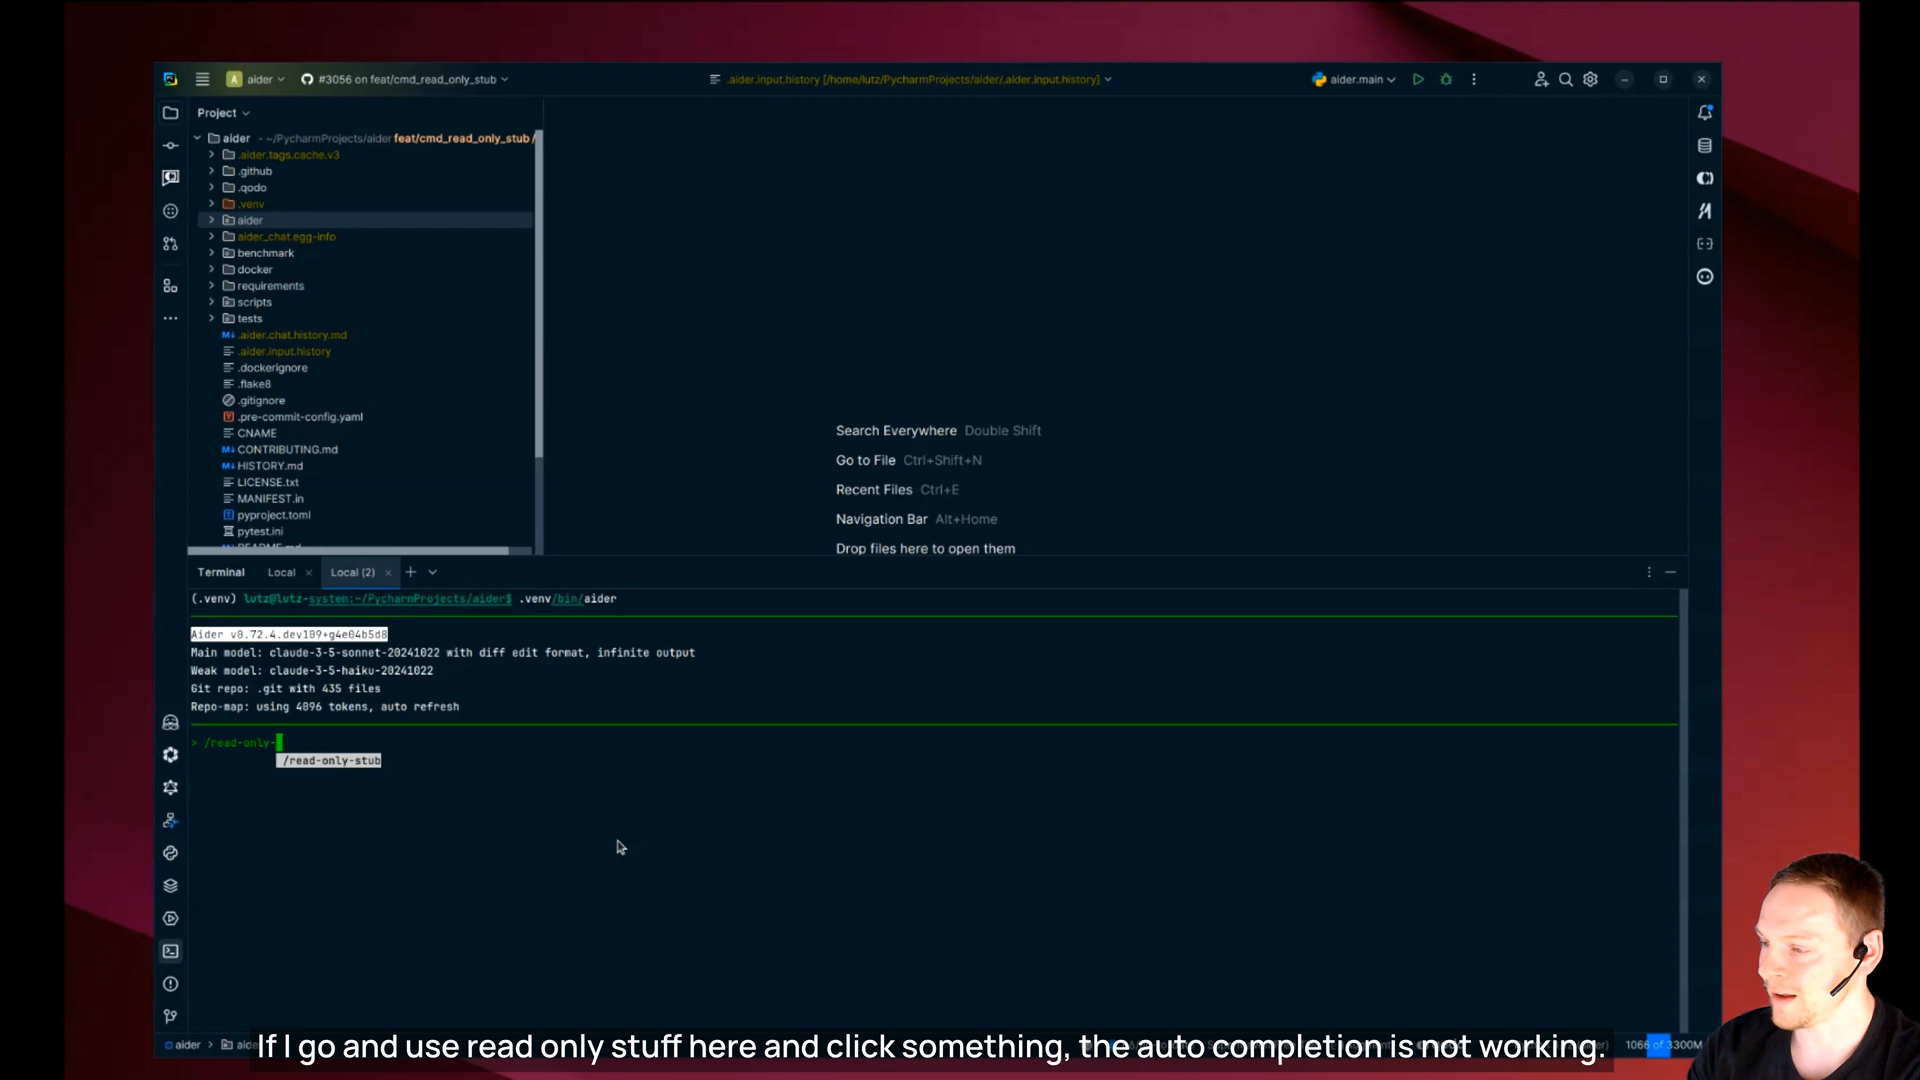 A aider
#3056 on feat/cmd_read_only_stub
.aider.input.history [/home/lutz/PycharmProjects/aider/.aider.input.history]
aider.main
Project
aider ~/PycharmProjects/aider feat/cmd_read_only_stub /
.aider.tags.cache.v3
.github
.qodo
.venv
aider
aider_chat.egg-info
benchmark
docker
requirements
scripts
tests
M↓ .aider.chat.history.md
.aider.input.history
.dockerignore
.flake8
.gitignore
.pre-commit-config.yaml
CNAME
M↓ CONTRIBUTING.md
M↓ HISTORY.md
LICENSE.txt
MANIFEST.in
pyproject.toml
pytest.ini
README.md
Search Everywhere Double Shift
Go to File Ctrl+Shift+N
Recent Files Ctrl+E
Navigation Bar Alt+Home
Drop files here to open them
Terminal Local Local (2)
(.venv) lutz@lutz-system:~/PycharmProjects/aider$ .venv/bin/aider
Aider v0.72.4.dev109+g4e04b5d8
Main model: claude-3-5-sonnet-20241022 with diff edit format, infinite output
Weak model: claude-3-5-haiku-20241022
Git repo: .git with 435 files
Repo-map: using 4096 tokens, auto refresh
> /read-only-
/read-only-stub
If I go and use read only stuff here and click something, the auto completion is not working.
aider > aide
1066 of 3300M